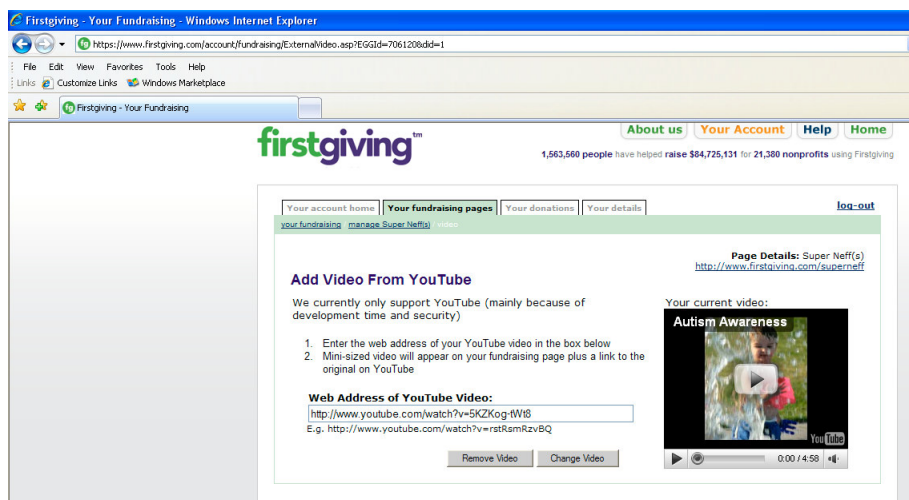 Firstgiving - Your Fundraising - Windows Internet Explorer
https://www.firstgiving.com/account/fundraising/ExternalVideo.asp?EGGId=706120&did=1
File Edit View Favorites Tools Help
Links Customize Links Windows Marketplace
fg Firstgiving - Your Fundraising
firstgiving™
About us Your Account Help Home
1,563,560 people have helped raise $84,725,131 for 21,380 nonprofits using Firstgiving
Your account home Your fundraising pages Your donations Your details log-out
your fundraising manage Super Neff(s) video
Page Details: Super Neff(s)
http://www.firstgiving.com/superneff
Add Video From YouTube
We currently only support YouTube (mainly because of
development time and security)
1. Enter the web address of your YouTube video in the box below
2. Mini-sized video will appear on your fundraising page plus a link to the
original on YouTube
Web Address of YouTube Video:
http://www.youtube.com/watch?v=5KZKog-tWt8
E.g. http://www.youtube.com/watch?v=rstRsmRzvBQ
Remove Video Change Video
Your current video:
Autism Awareness
YouTube
0:00 / 4:58